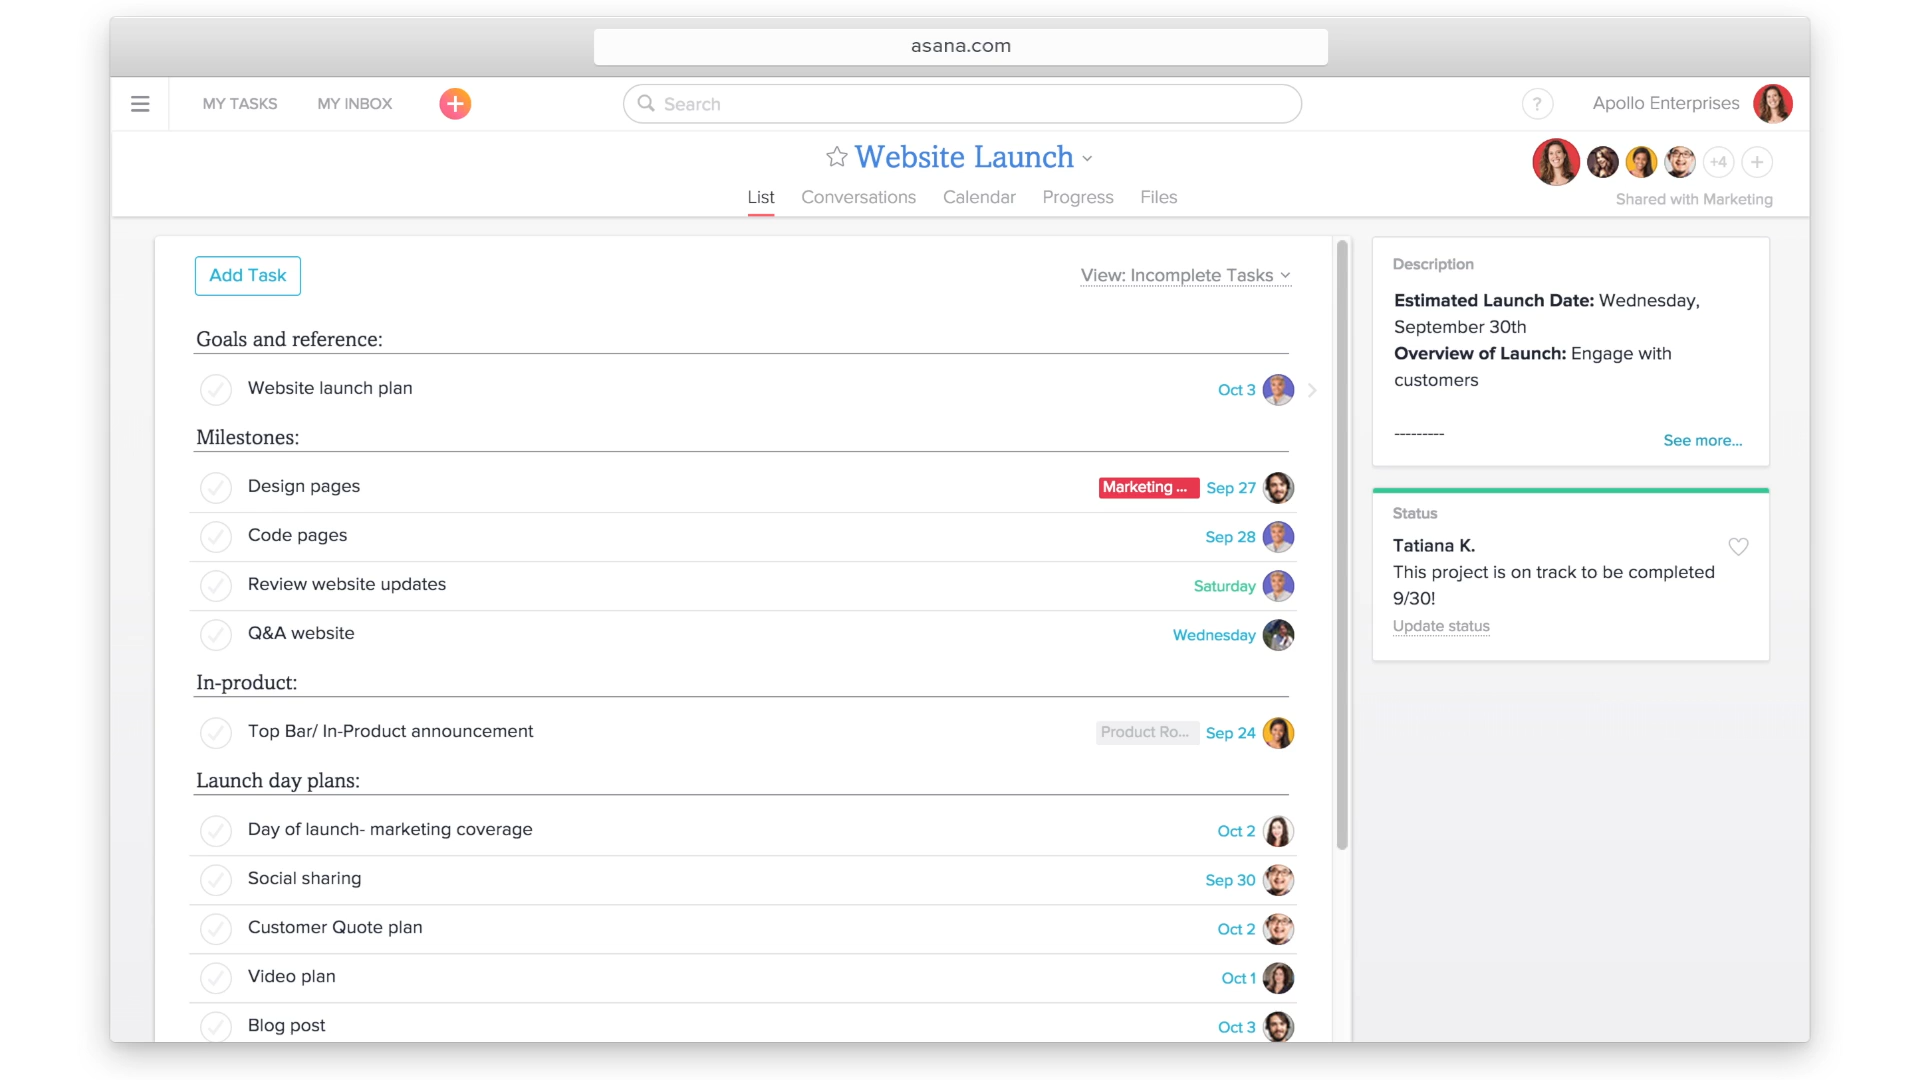 asana.com
MY TASKS
MY INBOX
Search
?
Apollo Enterprises
Website Launch
+4
List
Conversations
Calendar
Progress
Files
Shared with Marketing
Add Task
View: Incomplete Tasks
Goals and reference:
Website launch plan
Oct 3
Milestones:
Design pages
Marketing ...
Sep 27
Code pages
Sep 28
Review website updates
Saturday
Q&A website
Wednesday
In-product:
Top Bar/ In-Product announcement
Product Ro...
Sep 24
Launch day plans:
Day of launch- marketing coverage
Oct 2
Social sharing
Sep 30
Customer Quote plan
Oct 2
Video plan
Oct 1
Blog post
Oct 3
Description
Estimated Launch Date: Wednesday,
September 30th
Overview of Launch: Engage with
customers
---------
See more...
Status
Tatiana K.
This project is on track to be completed
9/30!
Update status